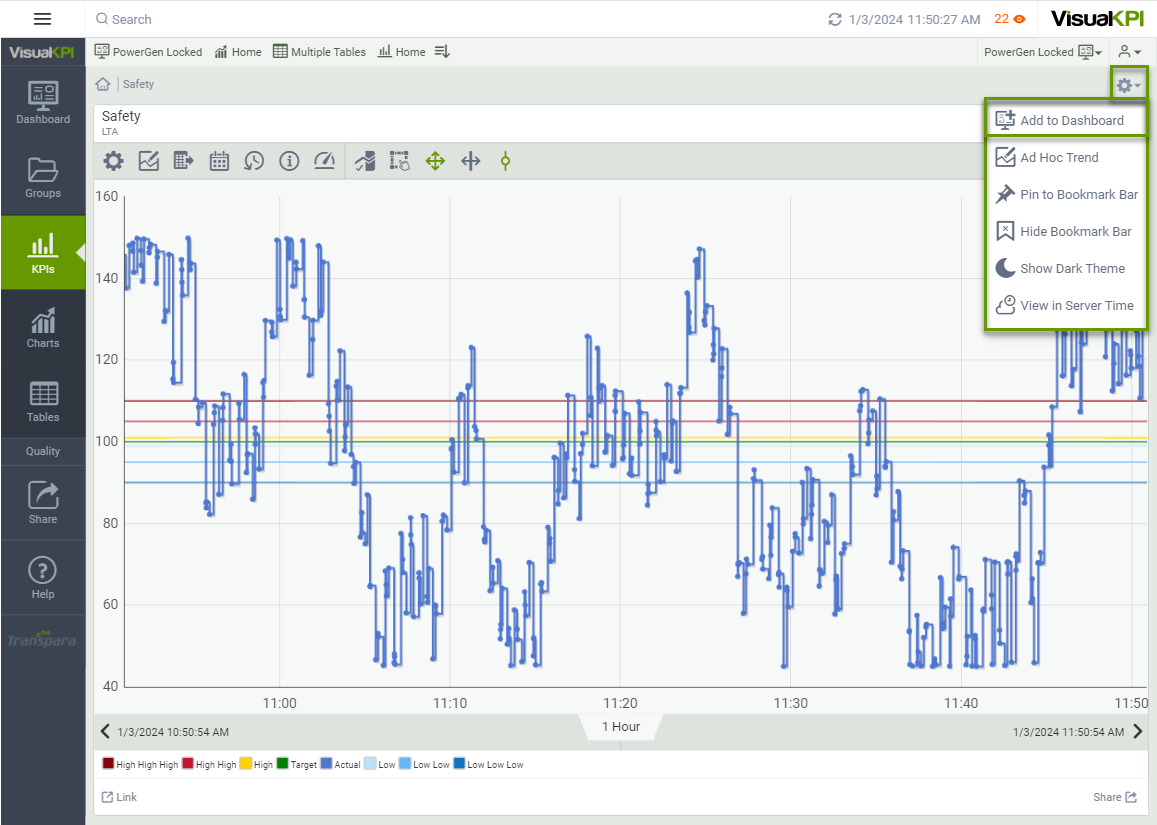 Search
1/3/2024 11:50:27 AM
22
VisualKPI
VisualKPI
PowerGen Locked
Home
Multiple Tables
Home
PowerGen Locked
Safety
Dashboard
Groups
KPIs
Charts
Tables
Quality
Share
Help
Transpara
Safety
LTA
Add to Dashboard
Ad Hoc Trend
Pin to Bookmark Bar
Hide Bookmark Bar
Show Dark Theme
View in Server Time
160
140
120
100
80
60
40
11:00
11:10
11:20
11:30
11:40
11:50
1/3/2024 10:50:54 AM
1 Hour
1/3/2024 11:50:54 AM
High High High
High High
High
Target
Actual
Low
Low Low
Low Low Low
Link
Share